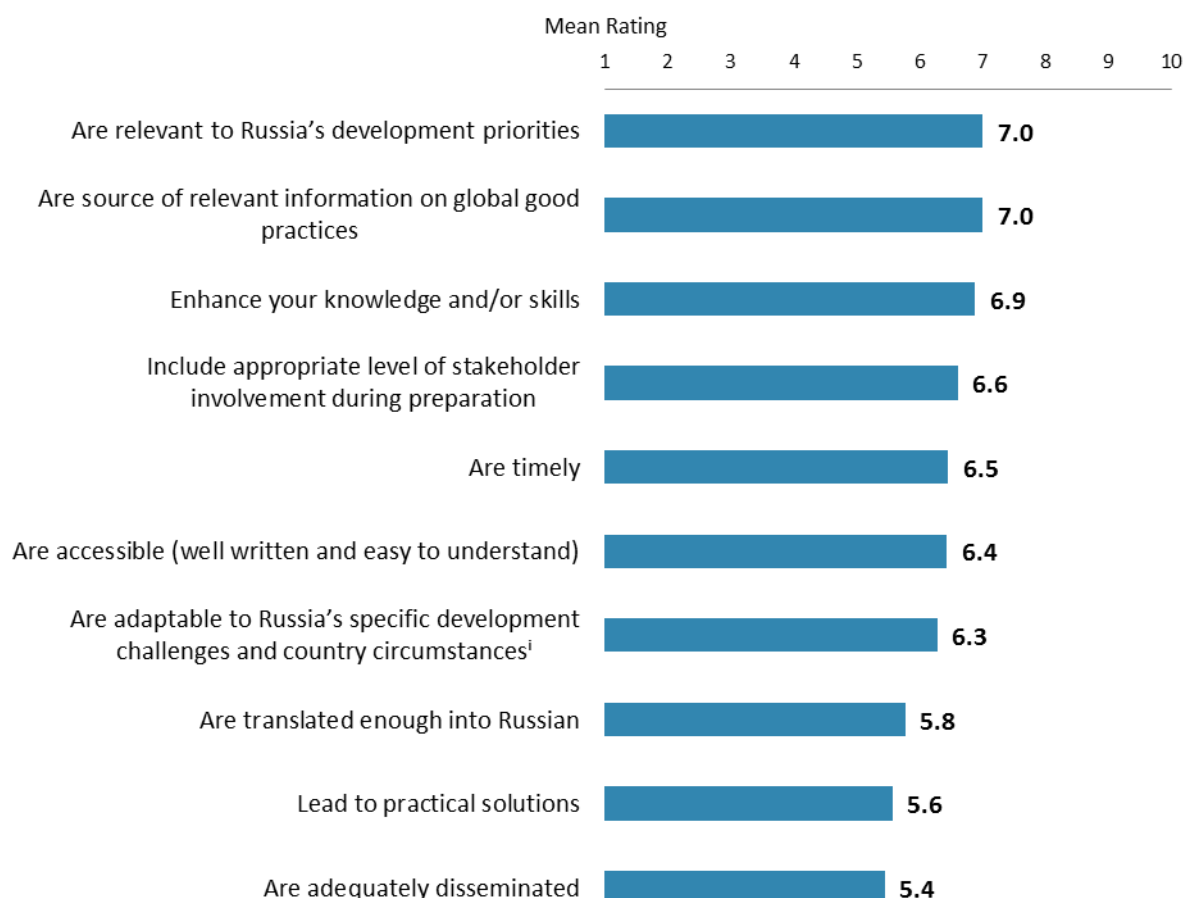 Mean Rating
1 2 3 4 5 6 7 8 9 10
Are relevant to Russia’s development priorities 7.0
Are source of relevant information on global good
practices 7.0
Enhance your knowledge and/or skills 6.9
Include appropriate level of stakeholder
involvement during preparation 6.6
Are timely 6.5
Are accessible (well written and easy to understand) 6.4
Are adaptable to Russia’s specific development
challenges and country circumstancesⁱ 6.3
Are translated enough into Russian 5.8
Lead to practical solutions 5.6
Are adequately disseminated 5.4